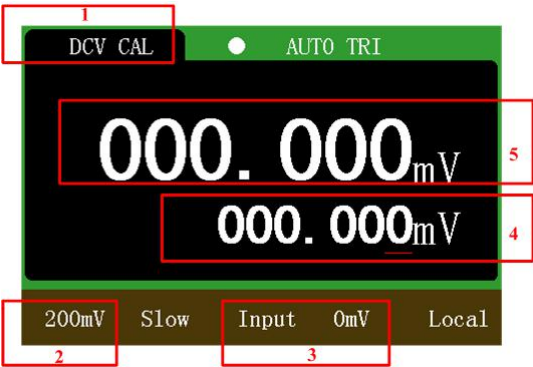 1
DCV CAL AUTO TRI
000.000mV 5
000.000mV 4
200mV Slow Input 0mV Local
2 3